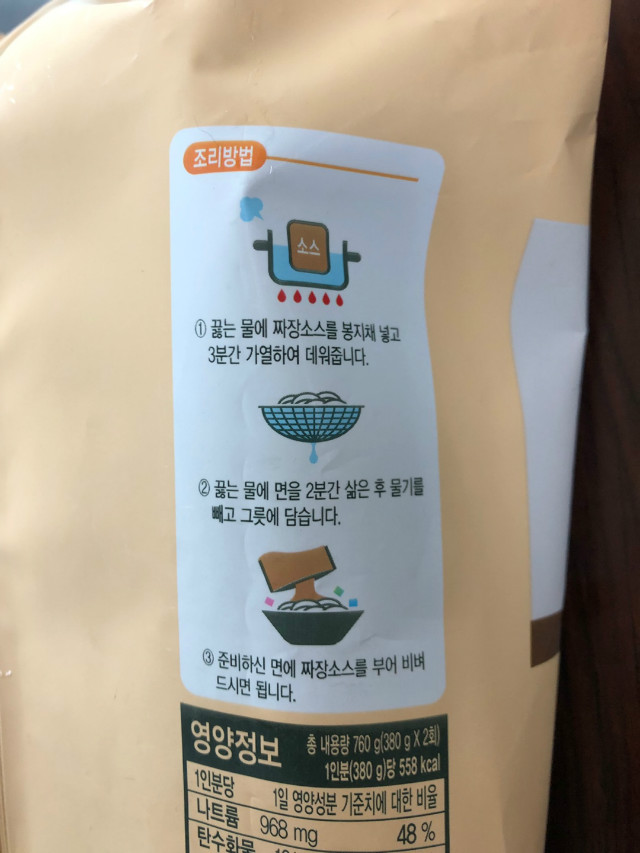 조리방법
소스
① 끓는 물에 짜장소스를 봉지채 넣고
3분간 가열하여 데워줍니다.
② 끓는 물에 면을 2분간 삶은 후 물기를
빼고 그릇에 담습니다.
③ 준비하신 면에 짜장소스를 부어 비벼
드시면 됩니다.
영양정보
총 내용량 760 g(380 g X 2회)
1인분(380 g)당 558 kcal
1인분당
1일 영양성분 기준치에 대한 비율
나트륨 968 mg 48 %
탄수화물